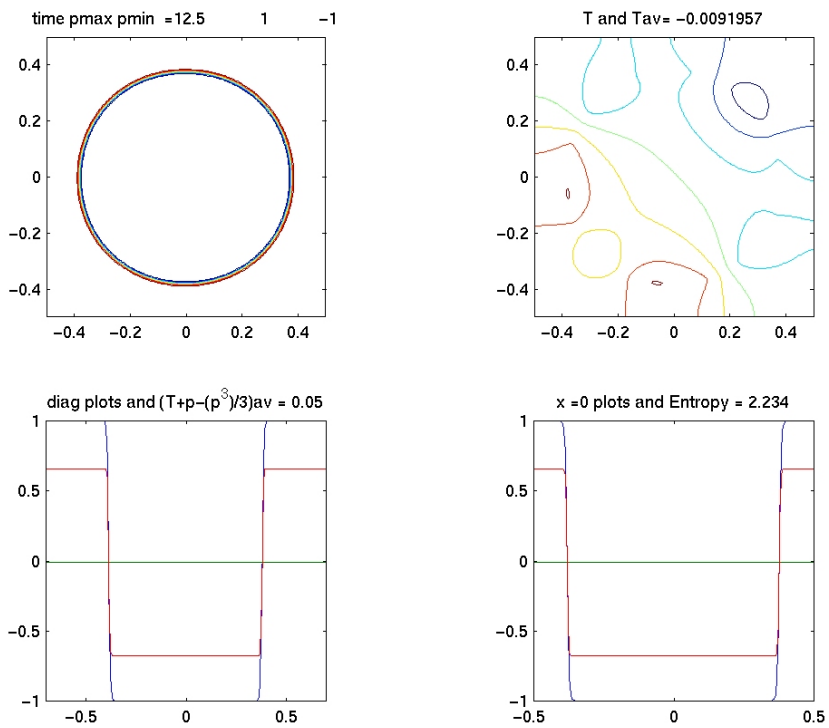 time pmax pmin =12.5 1 −1
T and Tav= −0.0091957
0.4
0.2
0
−0.2
−0.4
−0.4 −0.2 0 0.2 0.4
0.4
0.2
0
−0.2
−0.4
−0.4 −0.2 0 0.2 0.4
diag plots and (T+p−(p^3)/3)av = 0.05
x =0 plots and Entropy = 2.234
1
0.5
0
−0.5
−1
−0.5 0 0.5
1
0.5
0
−0.5
−1
−0.5 0 0.5